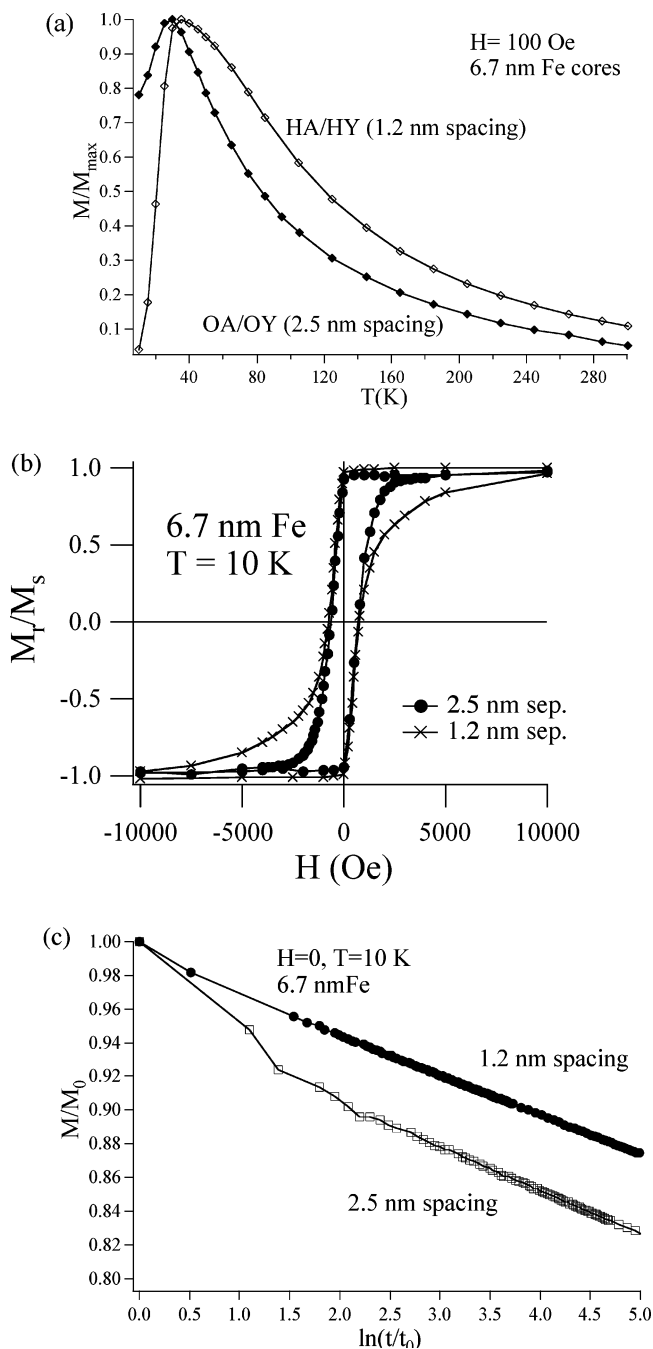 (a)
1.0
0.9
0.8
0.7
0.6
0.5
0.4
0.3
0.2
0.1
M/Mmax
H= 100 Oe
6.7 nm Fe cores
HA/HY (1.2 nm spacing)
OA/OY (2.5 nm spacing)
40 80 120 160 200 240 280
T(K)
(b)
1.0
0.5
0.0
-0.5
-1.0
Mr/Ms
6.7 nm Fe
T = 10 K
2.5 nm sep.
1.2 nm sep.
-10000 -5000 0 5000 10000
H (Oe)
(c)
1.00
0.98
0.96
0.94
0.92
0.90
0.88
0.86
0.84
0.82
0.80
M/M0
H=0, T=10 K
6.7 nmFe
1.2 nm spacing
2.5 nm spacing
0.0 0.5 1.0 1.5 2.0 2.5 3.0 3.5 4.0 4.5 5.0
ln(t/t0)